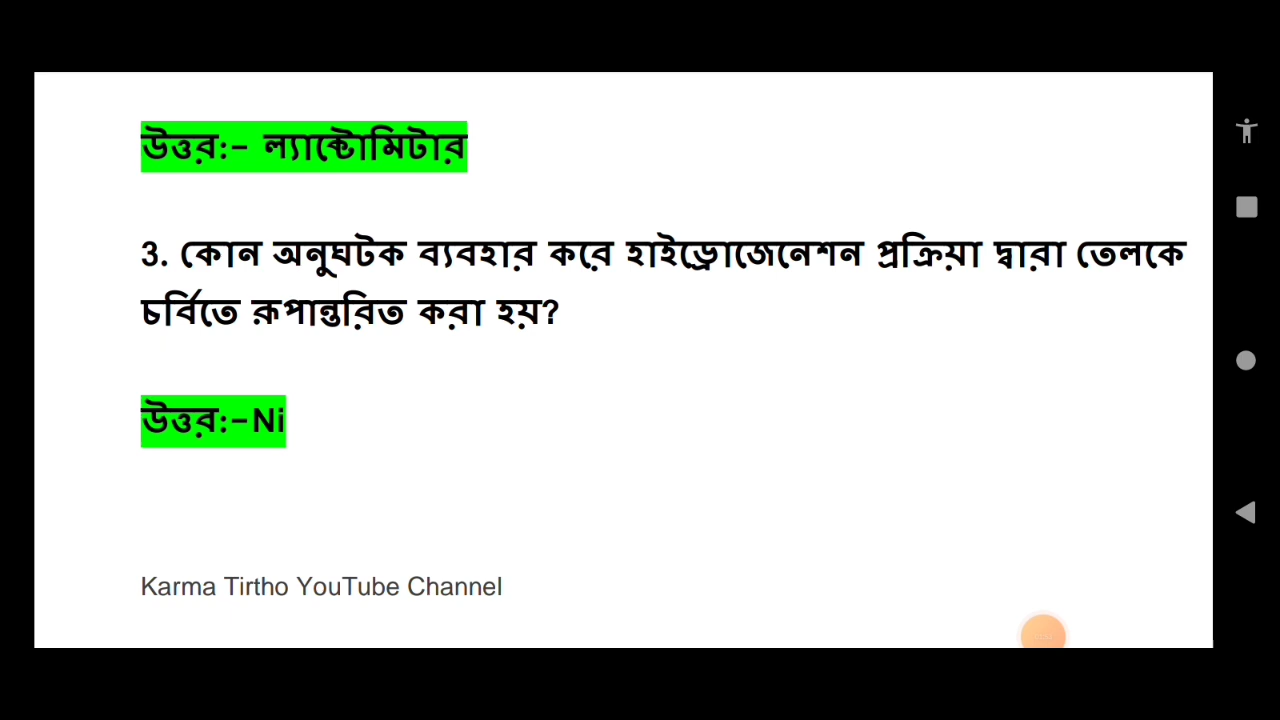 উত্তর:- ল্যাক্টোমিটার
3. কোন অনুঘটক ব্যবহার করে হাইড্রোজেনেশন প্রক্রিয়া দ্বারা তেলকে
চর্বিতে রূপান্তরিত করা হয়?
উত্তর:-Ni
Karma Tirtho YouTube Channel